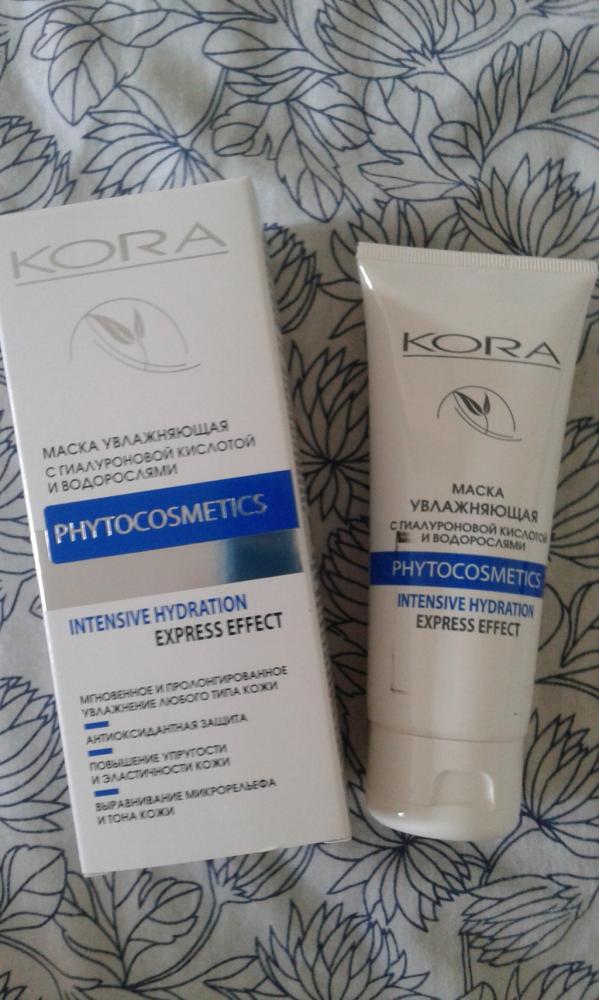 KORA
МАСКА УВЛАЖНЯЮЩАЯ
С ГИАЛУРОНОВОЙ КИСЛОТОЙ
И ВОДОРОСЛЯМИ
PHYTOCOSMETICS
INTENSIVE HYDRATION
EXPRESS EFFECT
МГНОВЕННОЕ И ПРОЛОНГИРОВАННОЕ
УВЛАЖНЕНИЕ ЛЮБОГО ТИПА КОЖИ
АНТИОКСИДАНТНАЯ ЗАЩИТА
ПОВЫШЕНИЕ УПРУГОСТИ
И ЭЛАСТИЧНОСТИ КОЖИ
ВЫРАВНИВАНИЕ МИКРОРЕЛЬЕФА
И ТОНА КОЖИ
KORA
МАСКА
УВЛАЖНЯЮЩАЯ
С ГИАЛУРОНОВОЙ КИСЛОТОЙ
И ВОДОРОСЛЯМИ
PHYTOCOSMETICS
INTENSIVE HYDRATION
EXPRESS EFFECT